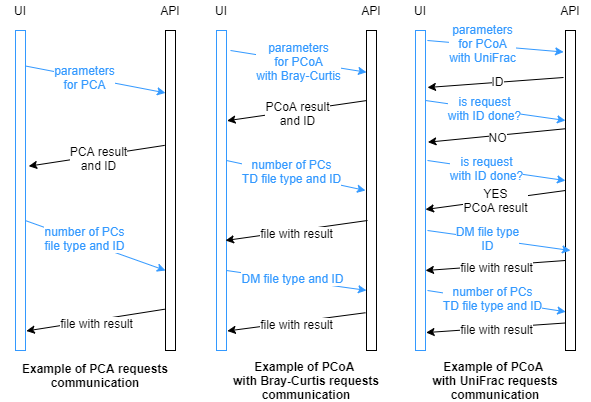 UI
API
parameters
for PCA
PCA result
and ID
number of PCs
file type and ID
file with result
Example of PCA requests
communication
UI
API
parameters
for PCoA
with Bray-Curtis
PCoA result
and ID
number of PCs
TD file type and ID
file with result
DM file type and ID
file with result
Example of PCoA
with Bray-Curtis requests
communication
UI
API
parameters
for PCoA
with UniFrac
ID
is request
with ID done?
NO
is request
with ID done?
YES
PCoA result
DM file type
ID
file with result
number of PCs
TD file type and ID
file with result
Example of PCoA
with UniFrac requests
communication